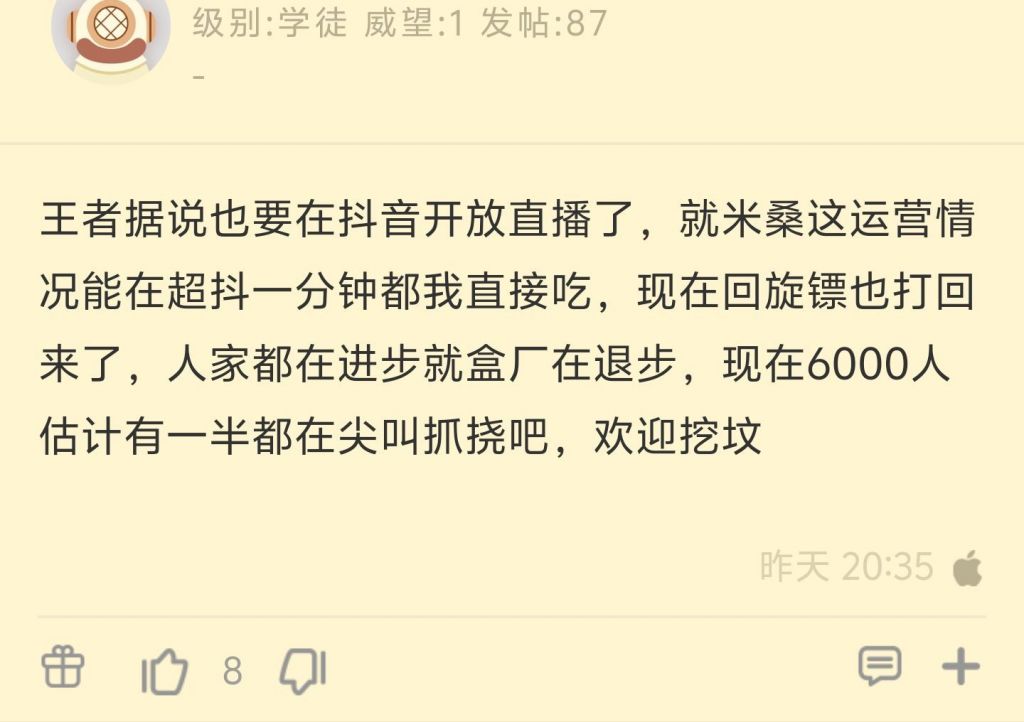 级别:学徒 威望:1 发帖:87
-
王者据说也要在抖音开放直播了，就米桑这运营情
况能在超抖一分钟都我直接吃，现在回旋镖也打回
来了，人家都在进步就盒厂在退步，现在6000人
估计有一半都在尖叫抓挠吧，欢迎挖坟
昨天 20:35
8